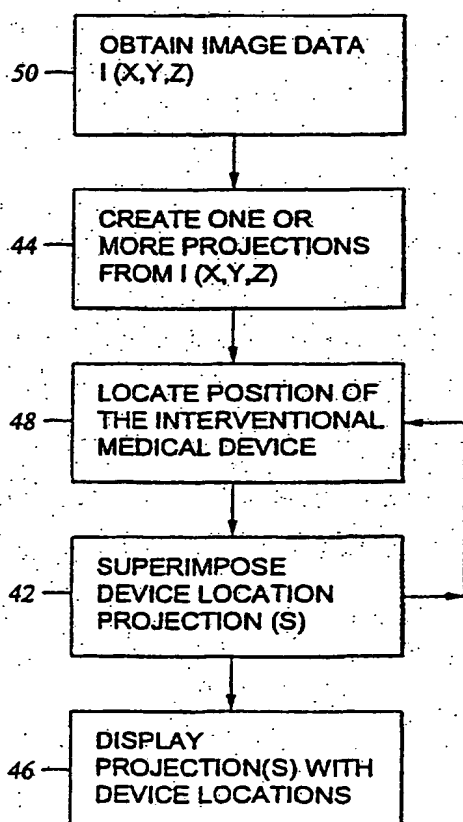 50
OBTAIN IMAGE DATA
I (X,Y,Z)
44
CREATE ONE OR
MORE PROJECTIONS
FROM I (X,Y,Z)
48
LOCATE POSITION OF
THE INTERVENTIONAL
MEDICAL DEVICE
42
SUPERIMPOSE
DEVICE LOCATION
PROJECTION (S)
46
DISPLAY
PROJECTION(S) WITH
DEVICE LOCATIONS